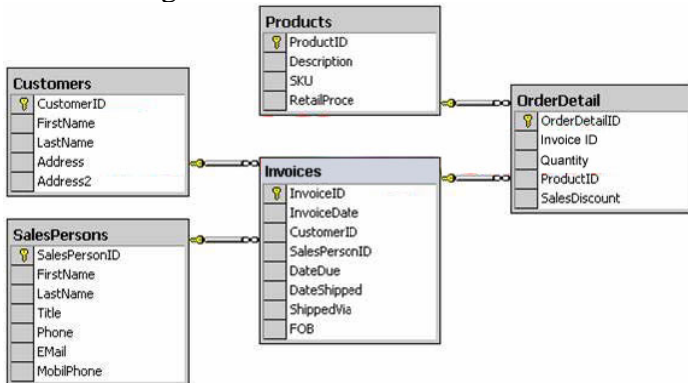 Products
ProductID
Description
SKU
RetailProce
Customers
CustomerID
FirstName
LastName
Address
Address2
OrderDetail
OrderDetailID
Invoice ID
Quantity
ProductID
SalesDiscount
Invoices
InvoiceID
InvoiceDate
CustomerID
SalesPersonID
DateDue
DateShipped
ShippedVia
FOB
SalesPersons
SalesPersonID
FirstName
LastName
Title
Phone
EMail
MobilPhone